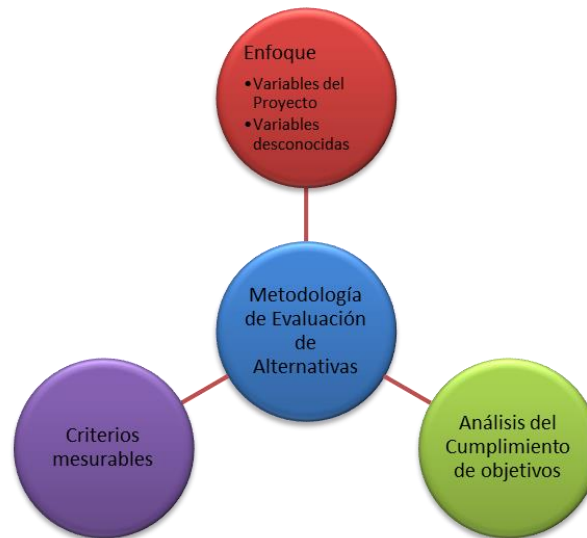 Enfoque
•Variables del
Proyecto
•Variables
desconocidas
Metodología
de Evaluación
de
Alternativas
Criterios
mesurables
Análisis del
Cumplimiento
de objetivos